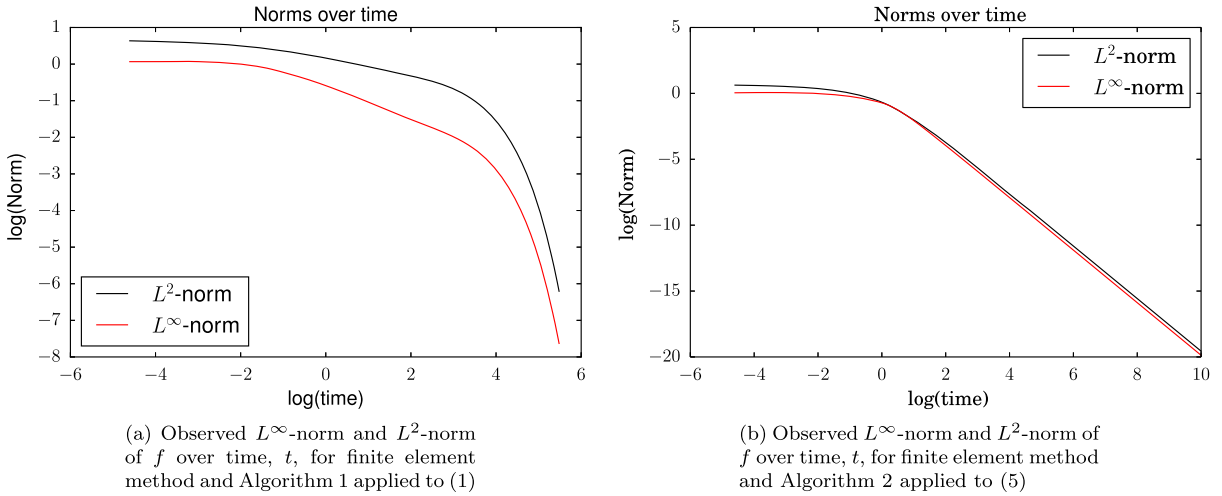 Norms over time
1
0
−1
−2
−3
−4
−5
−6
−7
−8
log(Norm)
L²-norm
L∞-norm
−6 −4 −2 0 2 4 6
log(time)
(a) Observed L∞-norm and L²-norm
of f over time, t, for finite element
method and Algorithm 1 applied to (1)
Norms over time
5
0
−5
−10
−15
−20
log(Norm)
L²-norm
L∞-norm
−6 −4 −2 0 2 4 6 8 10
log(time)
(b) Observed L∞-norm and L²-norm of
f over time, t, for finite element method
and Algorithm 2 applied to (5)